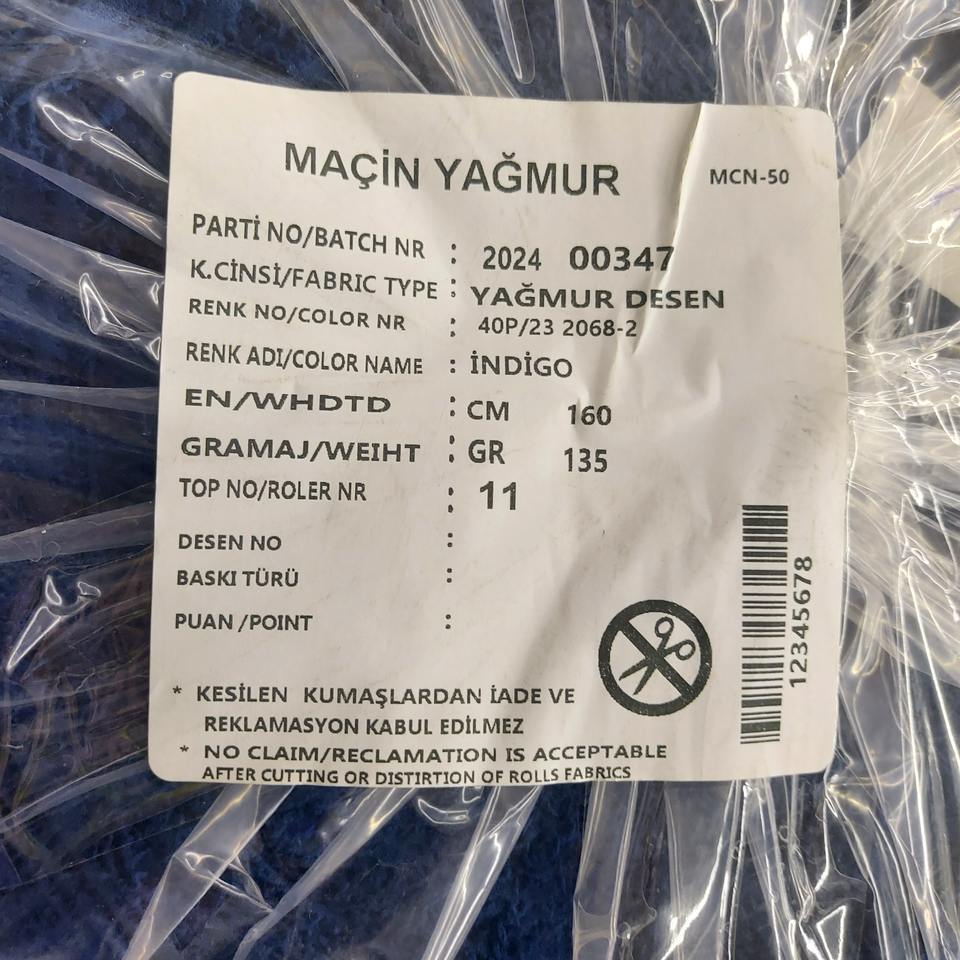 MAÇİN YAĞMUR MCN-50
PARTİ NO/BATCH NR : 2024 00347
K.CİNSİ/FABRIC TYPE : YAĞMUR DESEN
RENK NO/COLOR NR : 40P/23 2068-2
RENK ADI/COLOR NAME : İNDİGO
EN/WHDTD : CM 160
GRAMAJ/WEIHT : GR 135
TOP NO/ROLER NR : 11
DESEN NO :
BASKI TÜRÜ :
PUAN /POINT :
12345678
* KESİLEN KUMAŞLARDAN İADE VE
REKLAMASYON KABUL EDILMEZ
* NO CLAIM/RECLAMATION IS ACCEPTABLE
AFTER CUTTING OR DISTIRTION OF ROLLS FABRICS